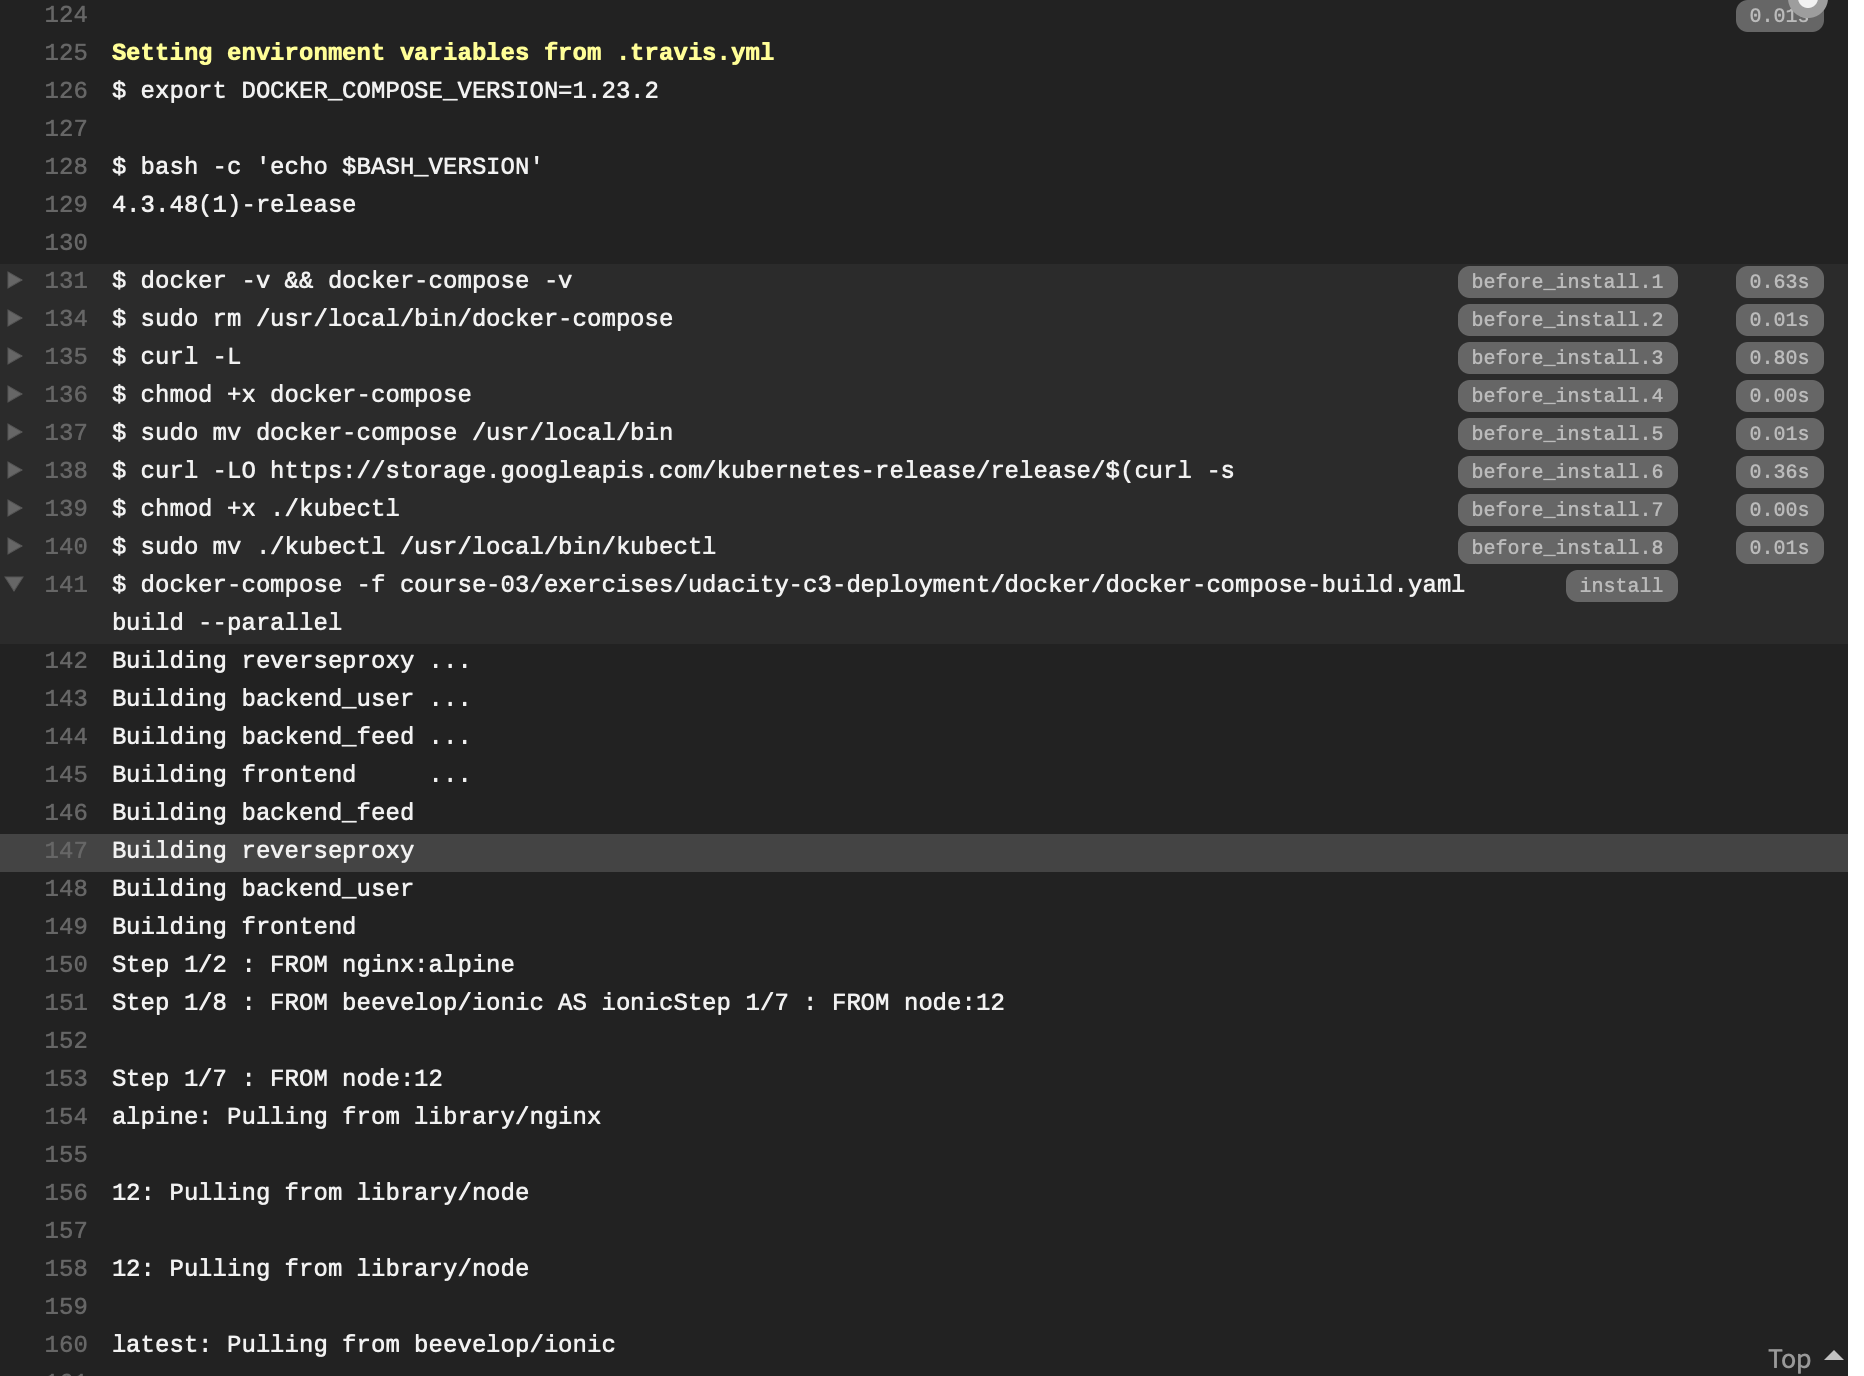 124 0.01s
125 Setting environment variables from .travis.yml
126 $ export DOCKER_COMPOSE_VERSION=1.23.2
127
128 $ bash -c 'echo $BASH_VERSION'
129 4.3.48(1)-release
130
131 $ docker -v && docker-compose -v before_install.1 0.63s
134 $ sudo rm /usr/local/bin/docker-compose before_install.2 0.01s
135 $ curl -L before_install.3 0.80s
136 $ chmod +x docker-compose before_install.4 0.00s
137 $ sudo mv docker-compose /usr/local/bin before_install.5 0.01s
138 $ curl -LO https://storage.googleapis.com/kubernetes-release/release/$(curl -s before_install.6 0.36s
139 $ chmod +x ./kubectl before_install.7 0.00s
140 $ sudo mv ./kubectl /usr/local/bin/kubectl before_install.8 0.01s
141 $ docker-compose -f course-03/exercises/udacity-c3-deployment/docker/docker-compose-build.yaml install
build --parallel
142 Building reverseproxy ...
143 Building backend_user ...
144 Building backend_feed ...
145 Building frontend     ...
146 Building backend_feed
147 Building reverseproxy
148 Building backend_user
149 Building frontend
150 Step 1/2 : FROM nginx:alpine
151 Step 1/8 : FROM beevelop/ionic AS ionicStep 1/7 : FROM node:12
152
153 Step 1/7 : FROM node:12
154 alpine: Pulling from library/nginx
155
156 12: Pulling from library/node
157
158 12: Pulling from library/node
159
160 latest: Pulling from beevelop/ionic
Top